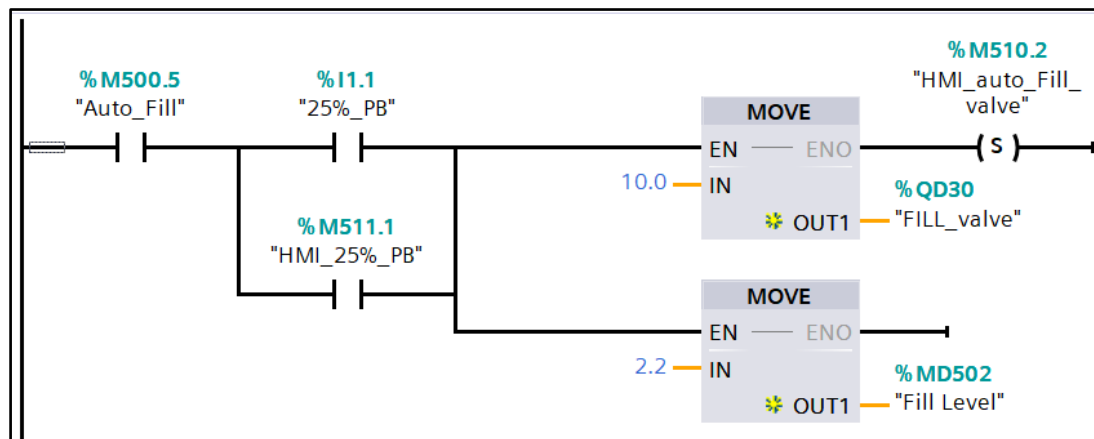 %M510.2
"HMI_auto_Fill_
valve"
%M500.5
"Auto_Fill"
%I1.1
"25%_PB"
MOVE
EN ENO
( S )
10.0 IN
%QD30
OUT1 "FILL_valve"
%M511.1
"HMI_25%_PB"
MOVE
EN ENO
2.2 IN
%MD502
OUT1 "Fill Level"